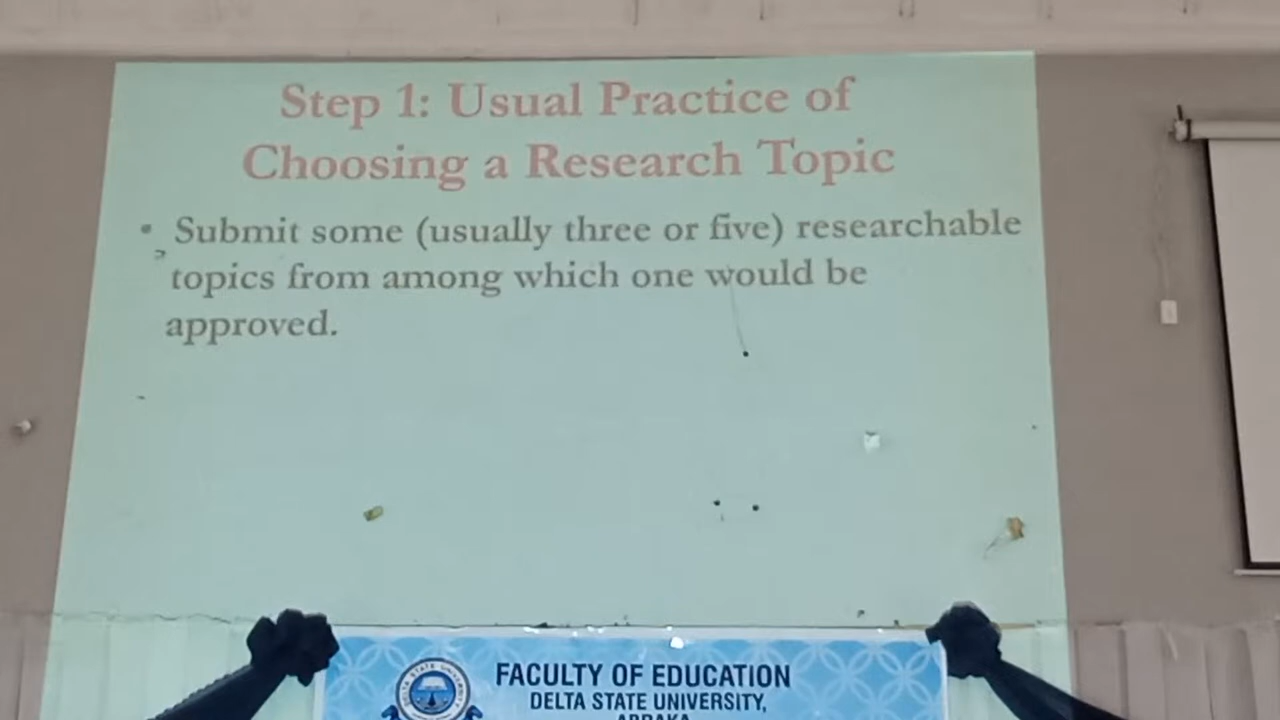 Step 1: Usual Practice of
Choosing a Research Topic
• Submit some (usually three or five) researchable
topics from among which one would be
approved.
FACULTY OF EDUCATION
DELTA STATE UNIVERSITY,